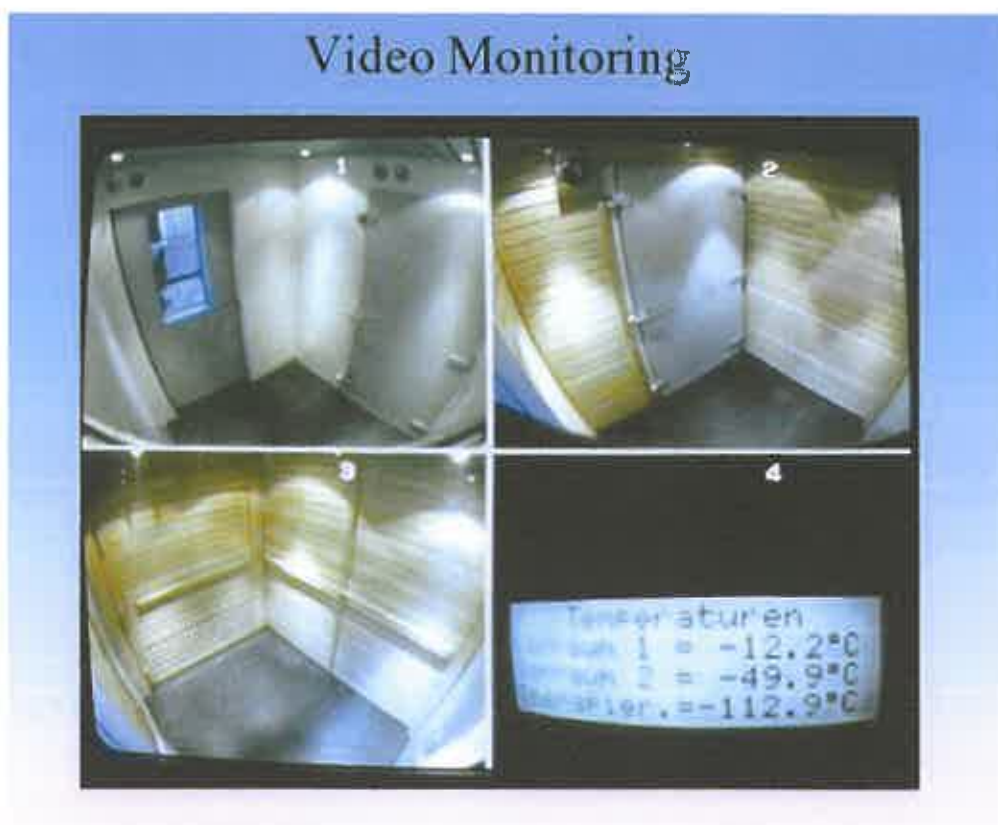 Video Monitoring
1
2
3
4
Temperaturen
1 = -12.2°C
2 = -49.9°C
=-112.9°C